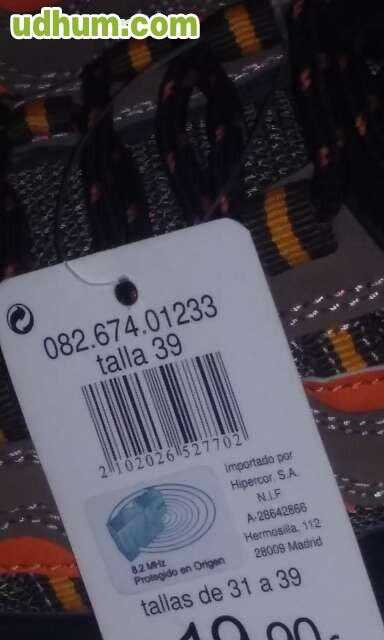 udhum.com
082.674.01233
talla 39
2 102026 527702
Importado por
Hipercor, S.A.
N.I.F
A-28642866
Hermosilla, 112
28009 Madrid
8.2 MHz
Protegido en Origen
tallas de 31 a 39